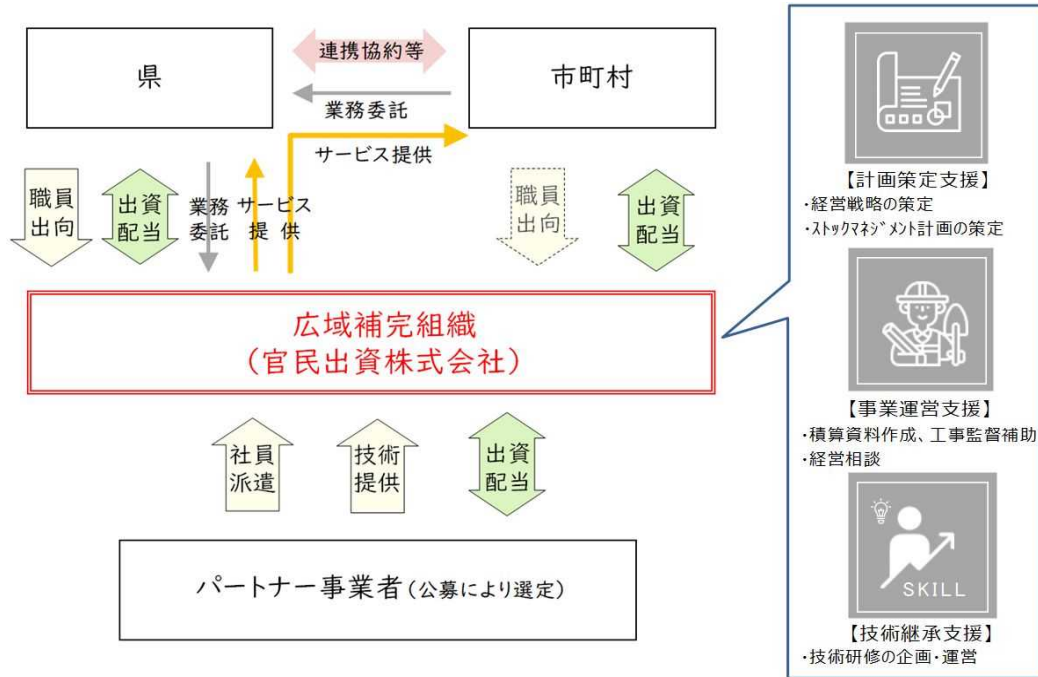 県
連携協約等
市町村
業務委託
サービス提供
職員
出向
出資
配当
業務
委託
サービス
提供
職員
出向
出資
配当
広域補完組織
（官民出資株式会社）
社員
派遣
技術
提供
出資
配当
パートナー事業者（公募により選定）
【計画策定支援】
・経営戦略の策定
・ストックマネジメント計画の策定
【事業運営支援】
・積算資料作成、工事監督補助
・経営相談
SKILL
【技術継承支援】
・技術研修の企画・運営